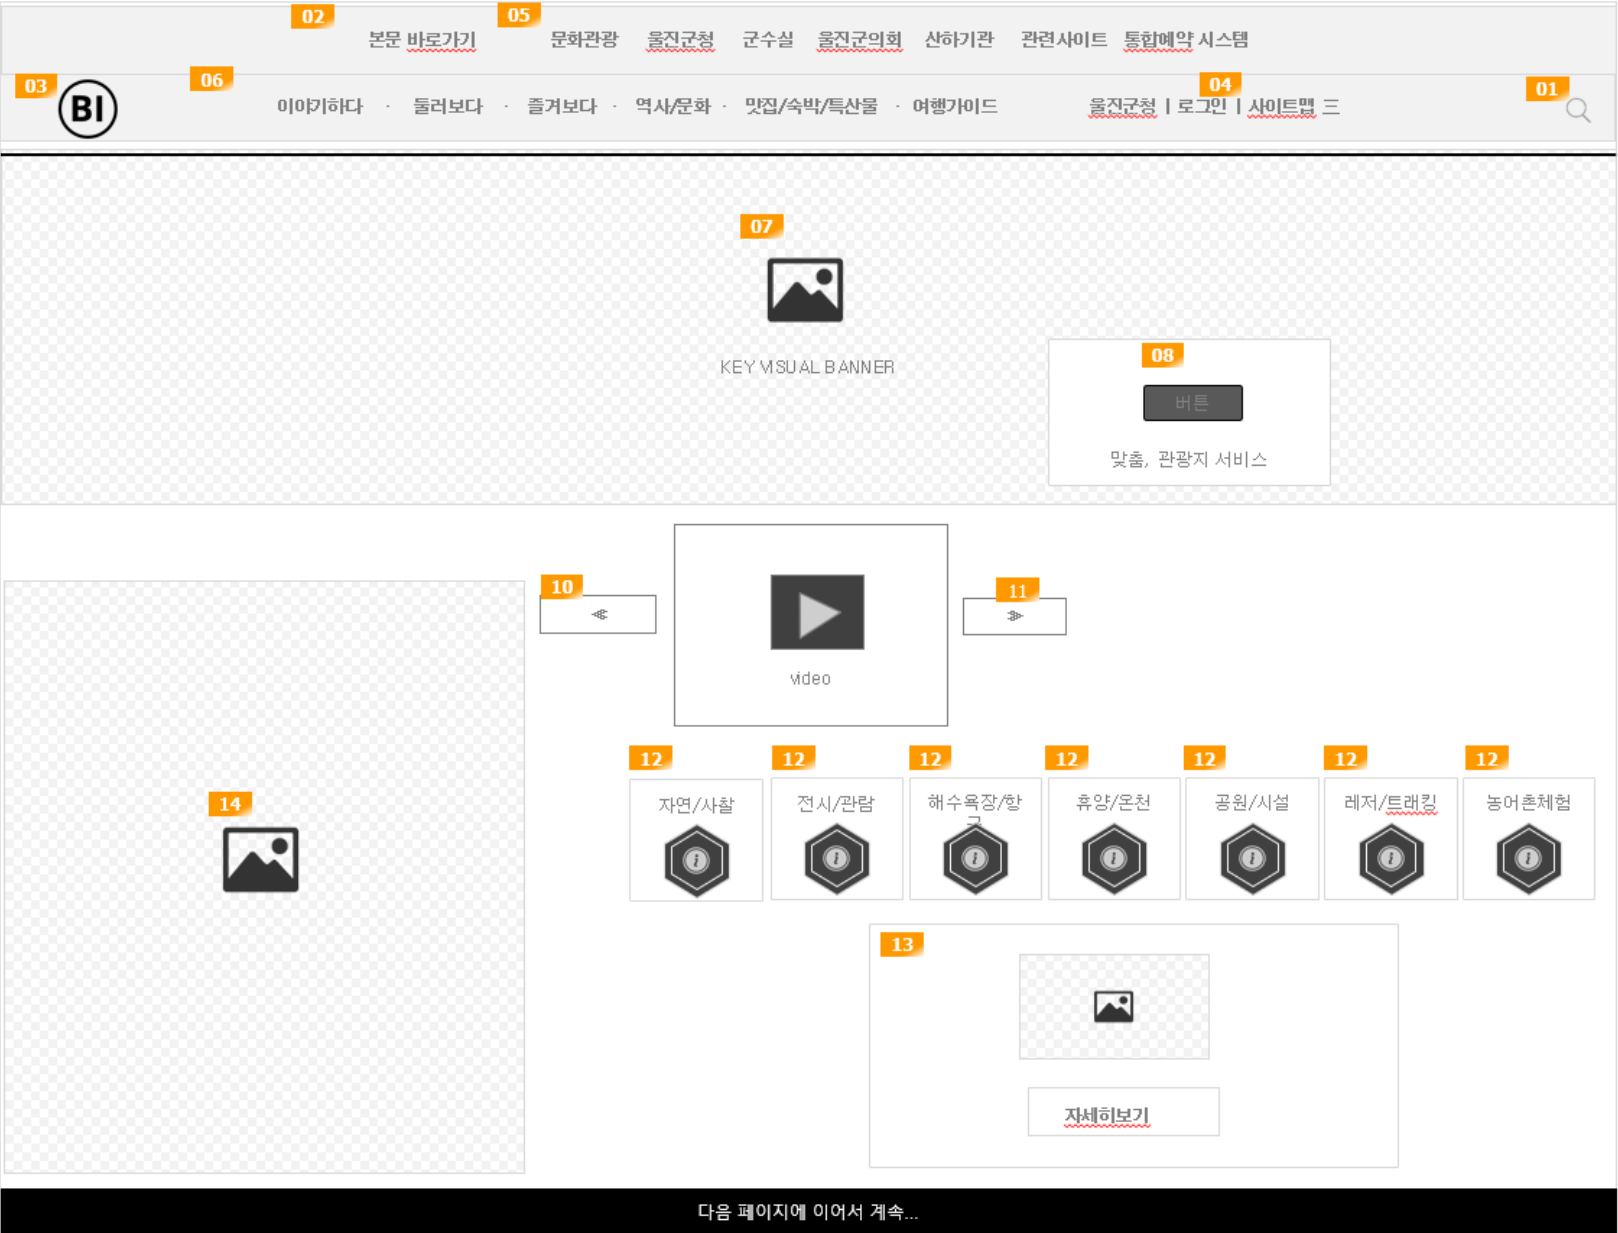 02 05
본문 바로가기 문화관광 울진군청 군수실 울진군의회 산하기관 관련사이트 통합예약 시스템
03 06 04 01
BI 이야기하다 · 둘러보다 · 즐겨보다 · 역사/문화 · 맛집/숙박/특산물 · 여행가이드 울진군청 | 로그인 | 사이트맵 三
07
KEY VISUAL BANNER
08
버튼
맞춤, 관광지 서비스
10 11
≪ ≫
video
12 12 12 12 12 12 12
자연/사찰 전시/관람 해수욕장/항구 휴양/온천 공원/시설 레저/트래킹 농어촌체험
i i i i i i i
14
13
자세히보기
다음 페이지에 이어서 계속...